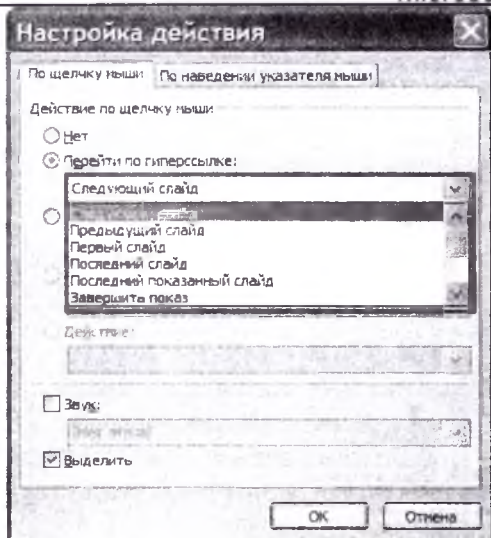 Настройка действия
По щелчку мыши По наведении указателя мыши
Действие по щелчку мыши
Нет
Перейти по гиперссылке:
Следующий слайд
Предыдущий слайд
Первый слайд
Последний слайд
Последний показанный слайд
Завершить показ
Действие:
Звук:
Выделить
ОК Отмена